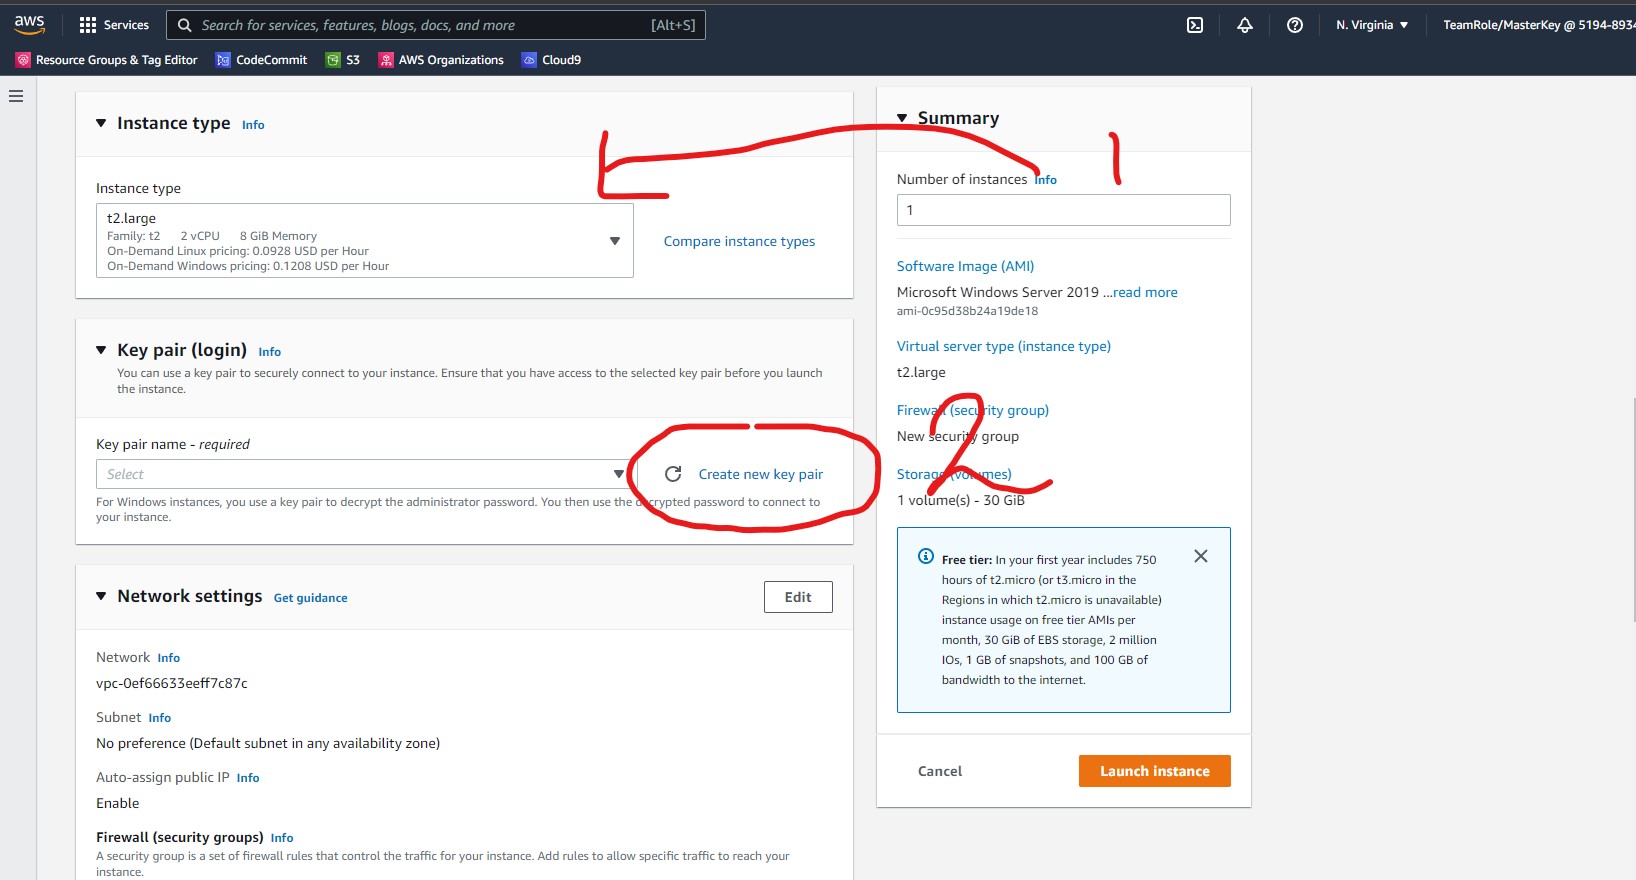 aws
Services
Search for services, features, blogs, docs, and more
[Alt+S]
N. Virginia
TeamRole/MasterKey @ 5194-8934
Resource Groups & Tag Editor
CodeCommit
S3
AWS Organizations
Cloud9
Instance type Info
Instance type
t2.large
Family: t2 2 vCPU 8 GiB Memory
On-Demand Linux pricing: 0.0928 USD per Hour
On-Demand Windows pricing: 0.1208 USD per Hour
Compare instance types
Key pair (login) Info
You can use a key pair to securely connect to your instance. Ensure that you have access to the selected key pair before you launch
the instance.
Key pair name - required
Select
Create new key pair
For Windows instances, you use a key pair to decrypt the administrator password. You then use the decrypted password to connect to
your instance.
Network settings Get guidance
Edit
Network Info
vpc-0ef66633eeff7c87c
Subnet Info
No preference (Default subnet in any availability zone)
Auto-assign public IP Info
Enable
Firewall (security groups) Info
A security group is a set of firewall rules that control the traffic for your instance. Add rules to allow specific traffic to reach your
instance.
Summary
1
Number of instances Info
1
Software Image (AMI)
Microsoft Windows Server 2019 ...read more
ami-0c95d38b24a19de18
Virtual server type (instance type)
t2.large
2
Firewall (security group)
New security group
Storage (volumes)
1 volume(s) - 30 GiB
Free tier: In your first year includes 750
hours of t2.micro (or t3.micro in the
Regions in which t2.micro is unavailable)
instance usage on free tier AMIs per
month, 30 GiB of EBS storage, 2 million
IOs, 1 GB of snapshots, and 100 GB of
bandwidth to the internet.
Cancel
Launch instance